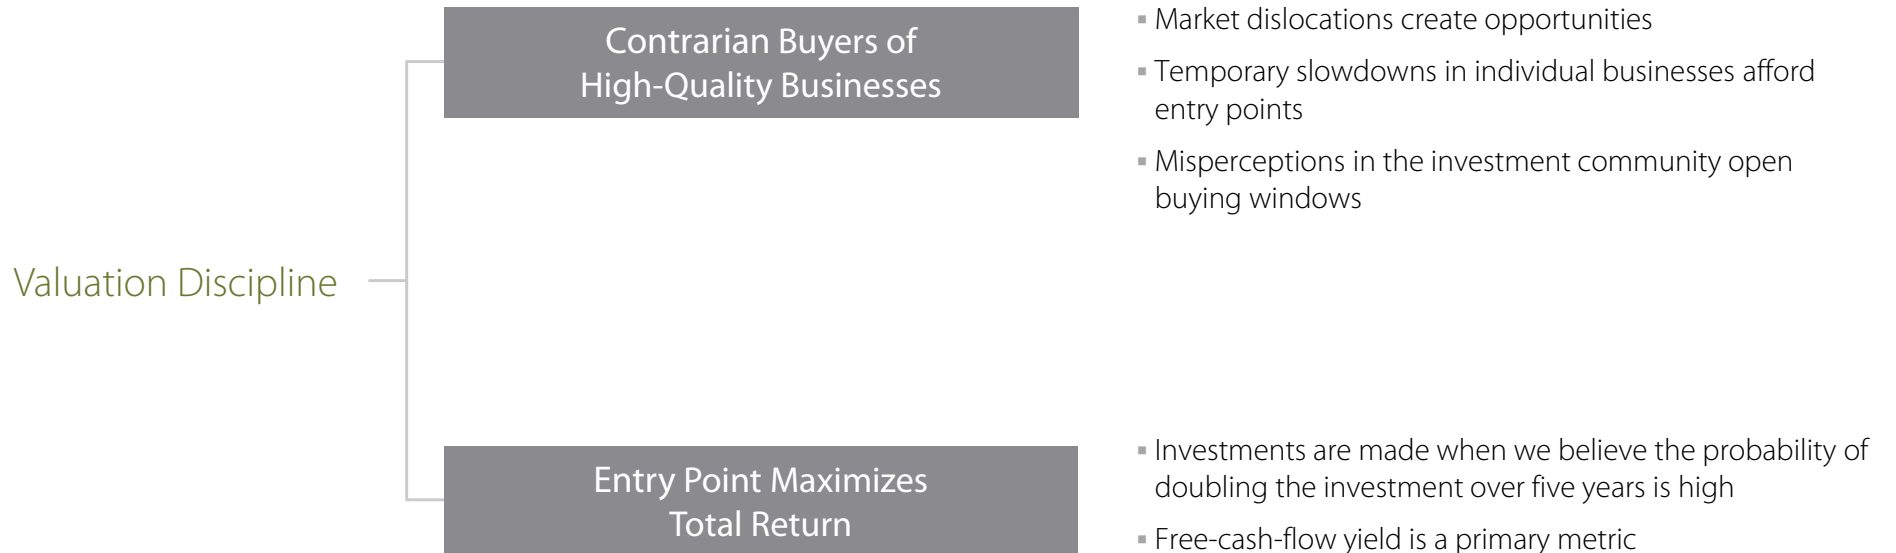 Valuation Discipline
Contrarian Buyers of
High-Quality Businesses
▪ Market dislocations create opportunities
▪ Temporary slowdowns in individual businesses afford
entry points
▪ Misperceptions in the investment community open
buying windows
Entry Point Maximizes
Total Return
▪ Investments are made when we believe the probability of
doubling the investment over five years is high
▪ Free-cash-flow yield is a primary metric